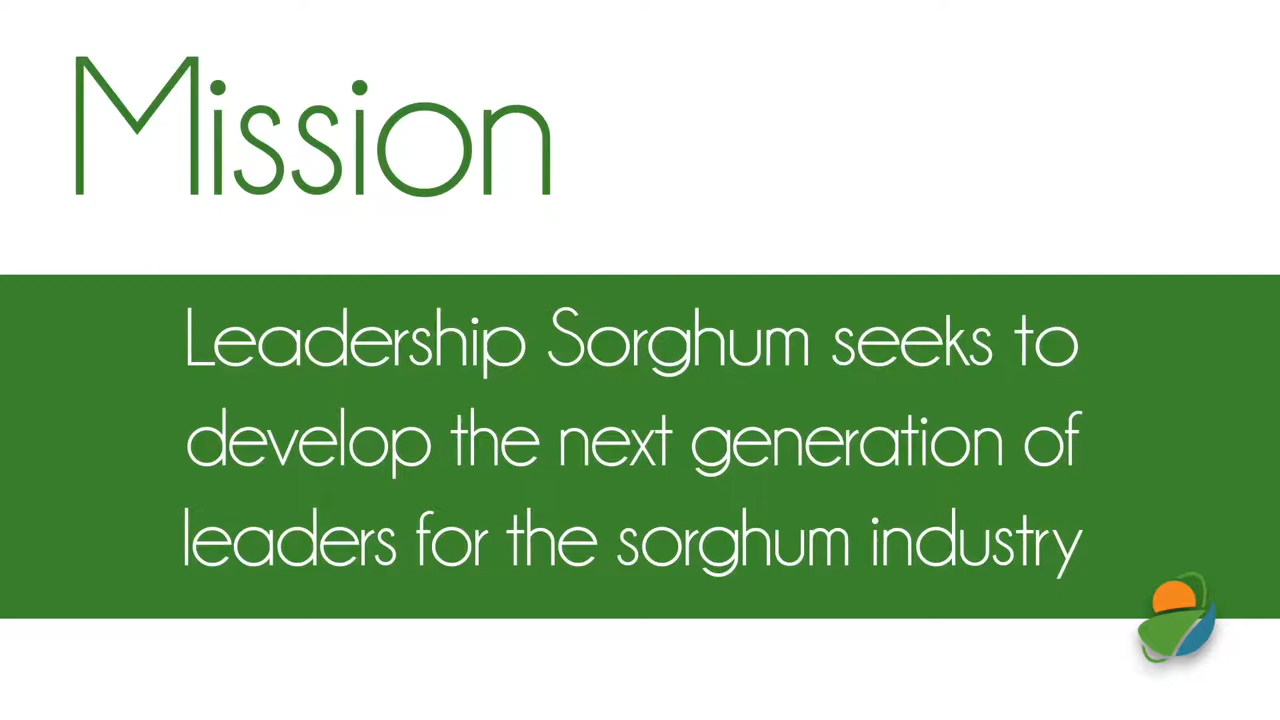 Mission
Leadership Sorghum seeks to
develop the next generation of
leaders for the sorghum industry